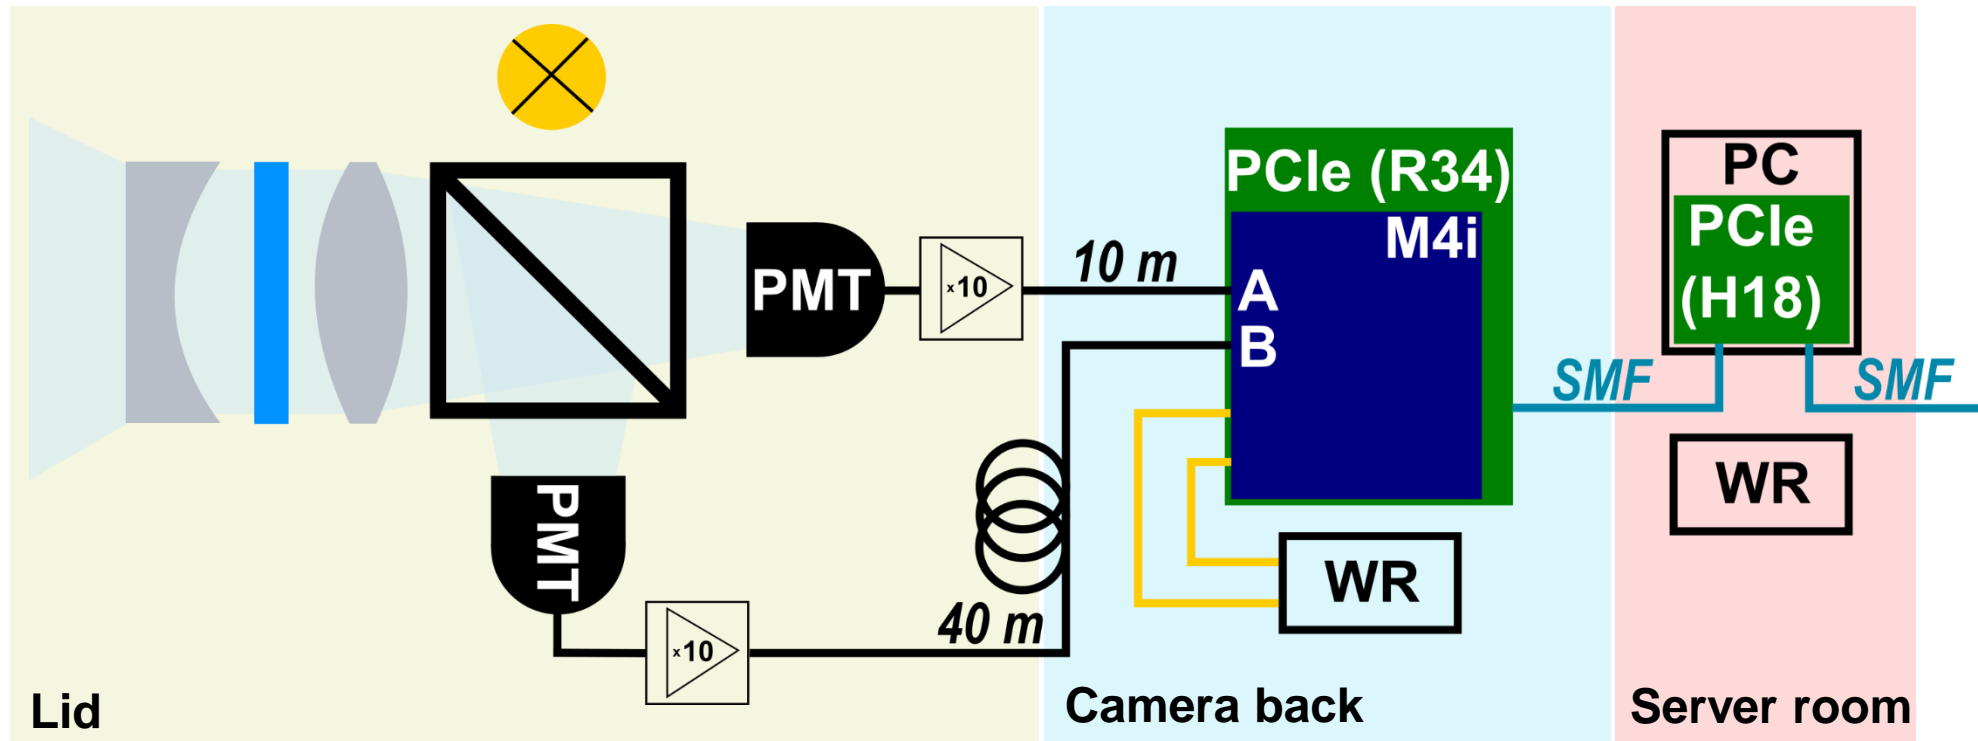 PCIe (R34)
M4i
PC
PCIe
(H18)
PMT
×10
10 m
A
B
SMF
SMF
WR
PMT
×10
40 m
WR
Lid
Camera back
Server room